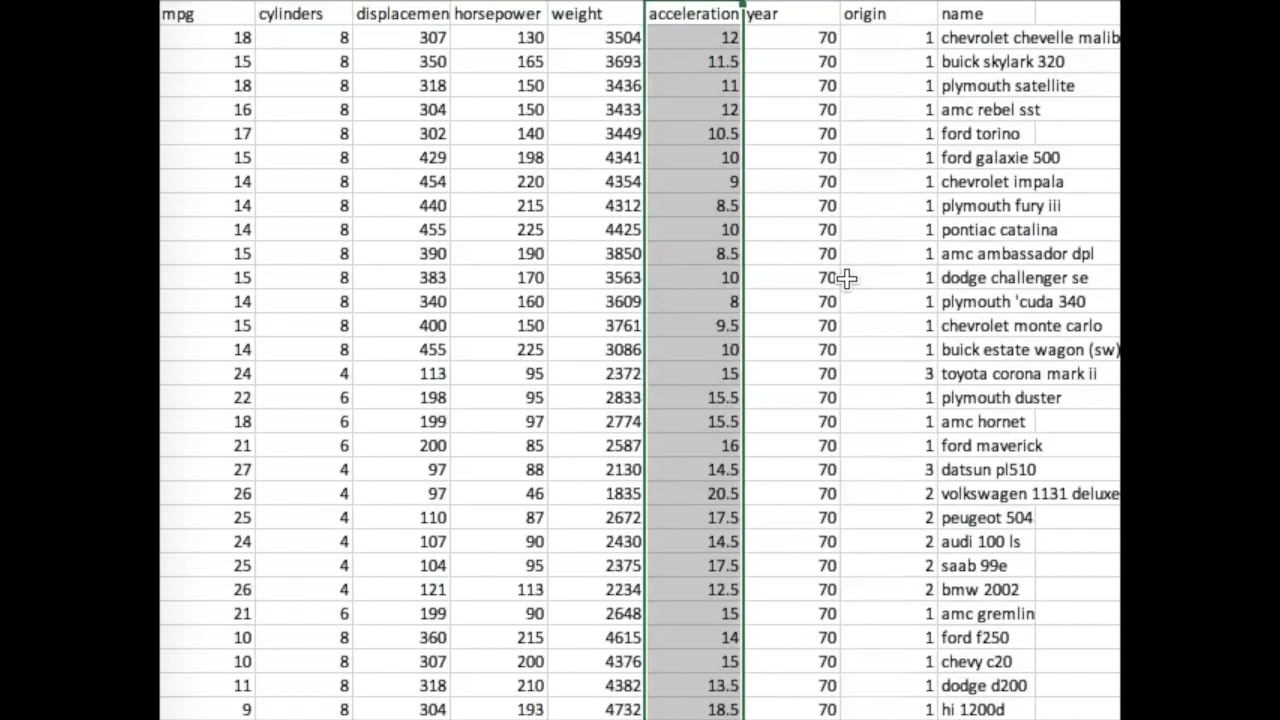 mpg cylinders displacemen horsepower weight acceleration year origin name
18 8 307 130 3504 12 70 1 chevrolet chevelle malib
15 8 350 165 3693 11.5 70 1 buick skylark 320
18 8 318 150 3436 11 70 1 plymouth satellite
16 8 304 150 3433 12 70 1 amc rebel sst
17 8 302 140 3449 10.5 70 1 ford torino
15 8 429 198 4341 10 70 1 ford galaxie 500
14 8 454 220 4354 9 70 1 chevrolet impala
14 8 440 215 4312 8.5 70 1 plymouth fury iii
14 8 455 225 4425 10 70 1 pontiac catalina
15 8 390 190 3850 8.5 70 1 amc ambassador dpl
15 8 383 170 3563 10 70 1 dodge challenger se
14 8 340 160 3609 8 70 1 plymouth 'cuda 340
15 8 400 150 3761 9.5 70 1 chevrolet monte carlo
14 8 455 225 3086 10 70 1 buick estate wagon (sw)
24 4 113 95 2372 15 70 3 toyota corona mark ii
22 6 198 95 2833 15.5 70 1 plymouth duster
18 6 199 97 2774 15.5 70 1 amc hornet
21 6 200 85 2587 16 70 1 ford maverick
27 4 97 88 2130 14.5 70 3 datsun pl510
26 4 97 46 1835 20.5 70 2 volkswagen 1131 deluxe
25 4 110 87 2672 17.5 70 2 peugeot 504
24 4 107 90 2430 14.5 70 2 audi 100 ls
25 4 104 95 2375 17.5 70 2 saab 99e
26 4 121 113 2234 12.5 70 2 bmw 2002
21 6 199 90 2648 15 70 1 amc gremlin
10 8 360 215 4615 14 70 1 ford f250
10 8 307 200 4376 15 70 1 chevy c20
11 8 318 210 4382 13.5 70 1 dodge d200
9 8 304 193 4732 18.5 70 1 hi 1200d